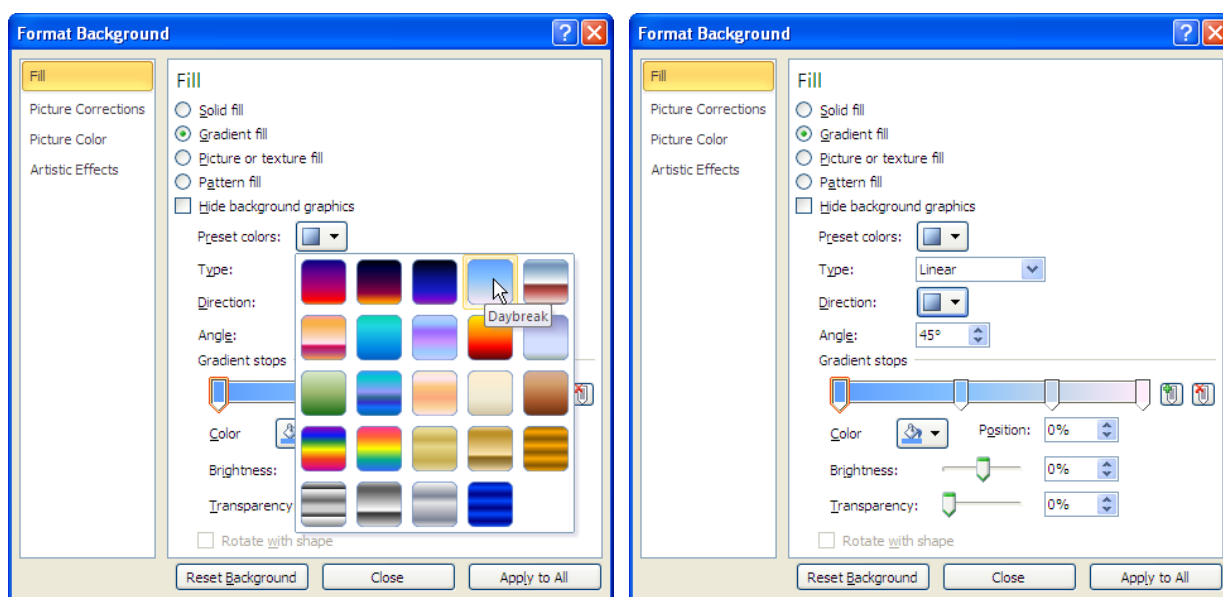 Format Background
Fill
Picture Corrections
Picture Color
Artistic Effects
Fill
Solid fill
Gradient fill
Picture or texture fill
Pattern fill
Hide background graphics
Preset colors:
Type:
Direction:
Daybreak
Angle:
Gradient stops
Color
Brightness:
Transparency
Rotate with shape
Reset Background Close Apply to All
Format Background
Fill
Picture Corrections
Picture Color
Artistic Effects
Fill
Solid fill
Gradient fill
Picture or texture fill
Pattern fill
Hide background graphics
Preset colors:
Type: Linear
Direction:
Angle: 45°
Gradient stops
Color Position: 0%
Brightness: 0%
Transparency: 0%
Rotate with shape
Reset Background Close Apply to All